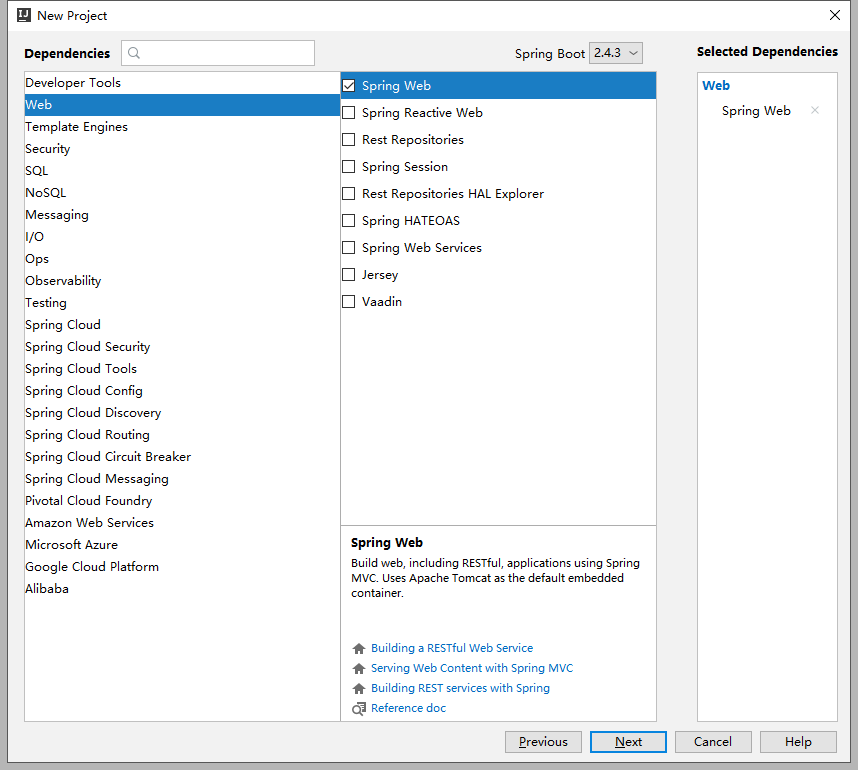 New Project
Dependencies
Spring Boot 2.4.3
Selected Dependencies
Developer Tools
Web
Template Engines
Security
SQL
NoSQL
Messaging
I/O
Ops
Observability
Testing
Spring Cloud
Spring Cloud Security
Spring Cloud Tools
Spring Cloud Config
Spring Cloud Discovery
Spring Cloud Routing
Spring Cloud Circuit Breaker
Spring Cloud Messaging
Pivotal Cloud Foundry
Amazon Web Services
Microsoft Azure
Google Cloud Platform
Alibaba
Spring Web
Spring Reactive Web
Rest Repositories
Spring Session
Rest Repositories HAL Explorer
Spring HATEOAS
Spring Web Services
Jersey
Vaadin
Spring Web
Build web, including RESTful, applications using Spring
MVC. Uses Apache Tomcat as the default embedded
container.
Building a RESTful Web Service
Serving Web Content with Spring MVC
Building REST services with Spring
Reference doc
Web
Spring Web
Previous
Next
Cancel
Help